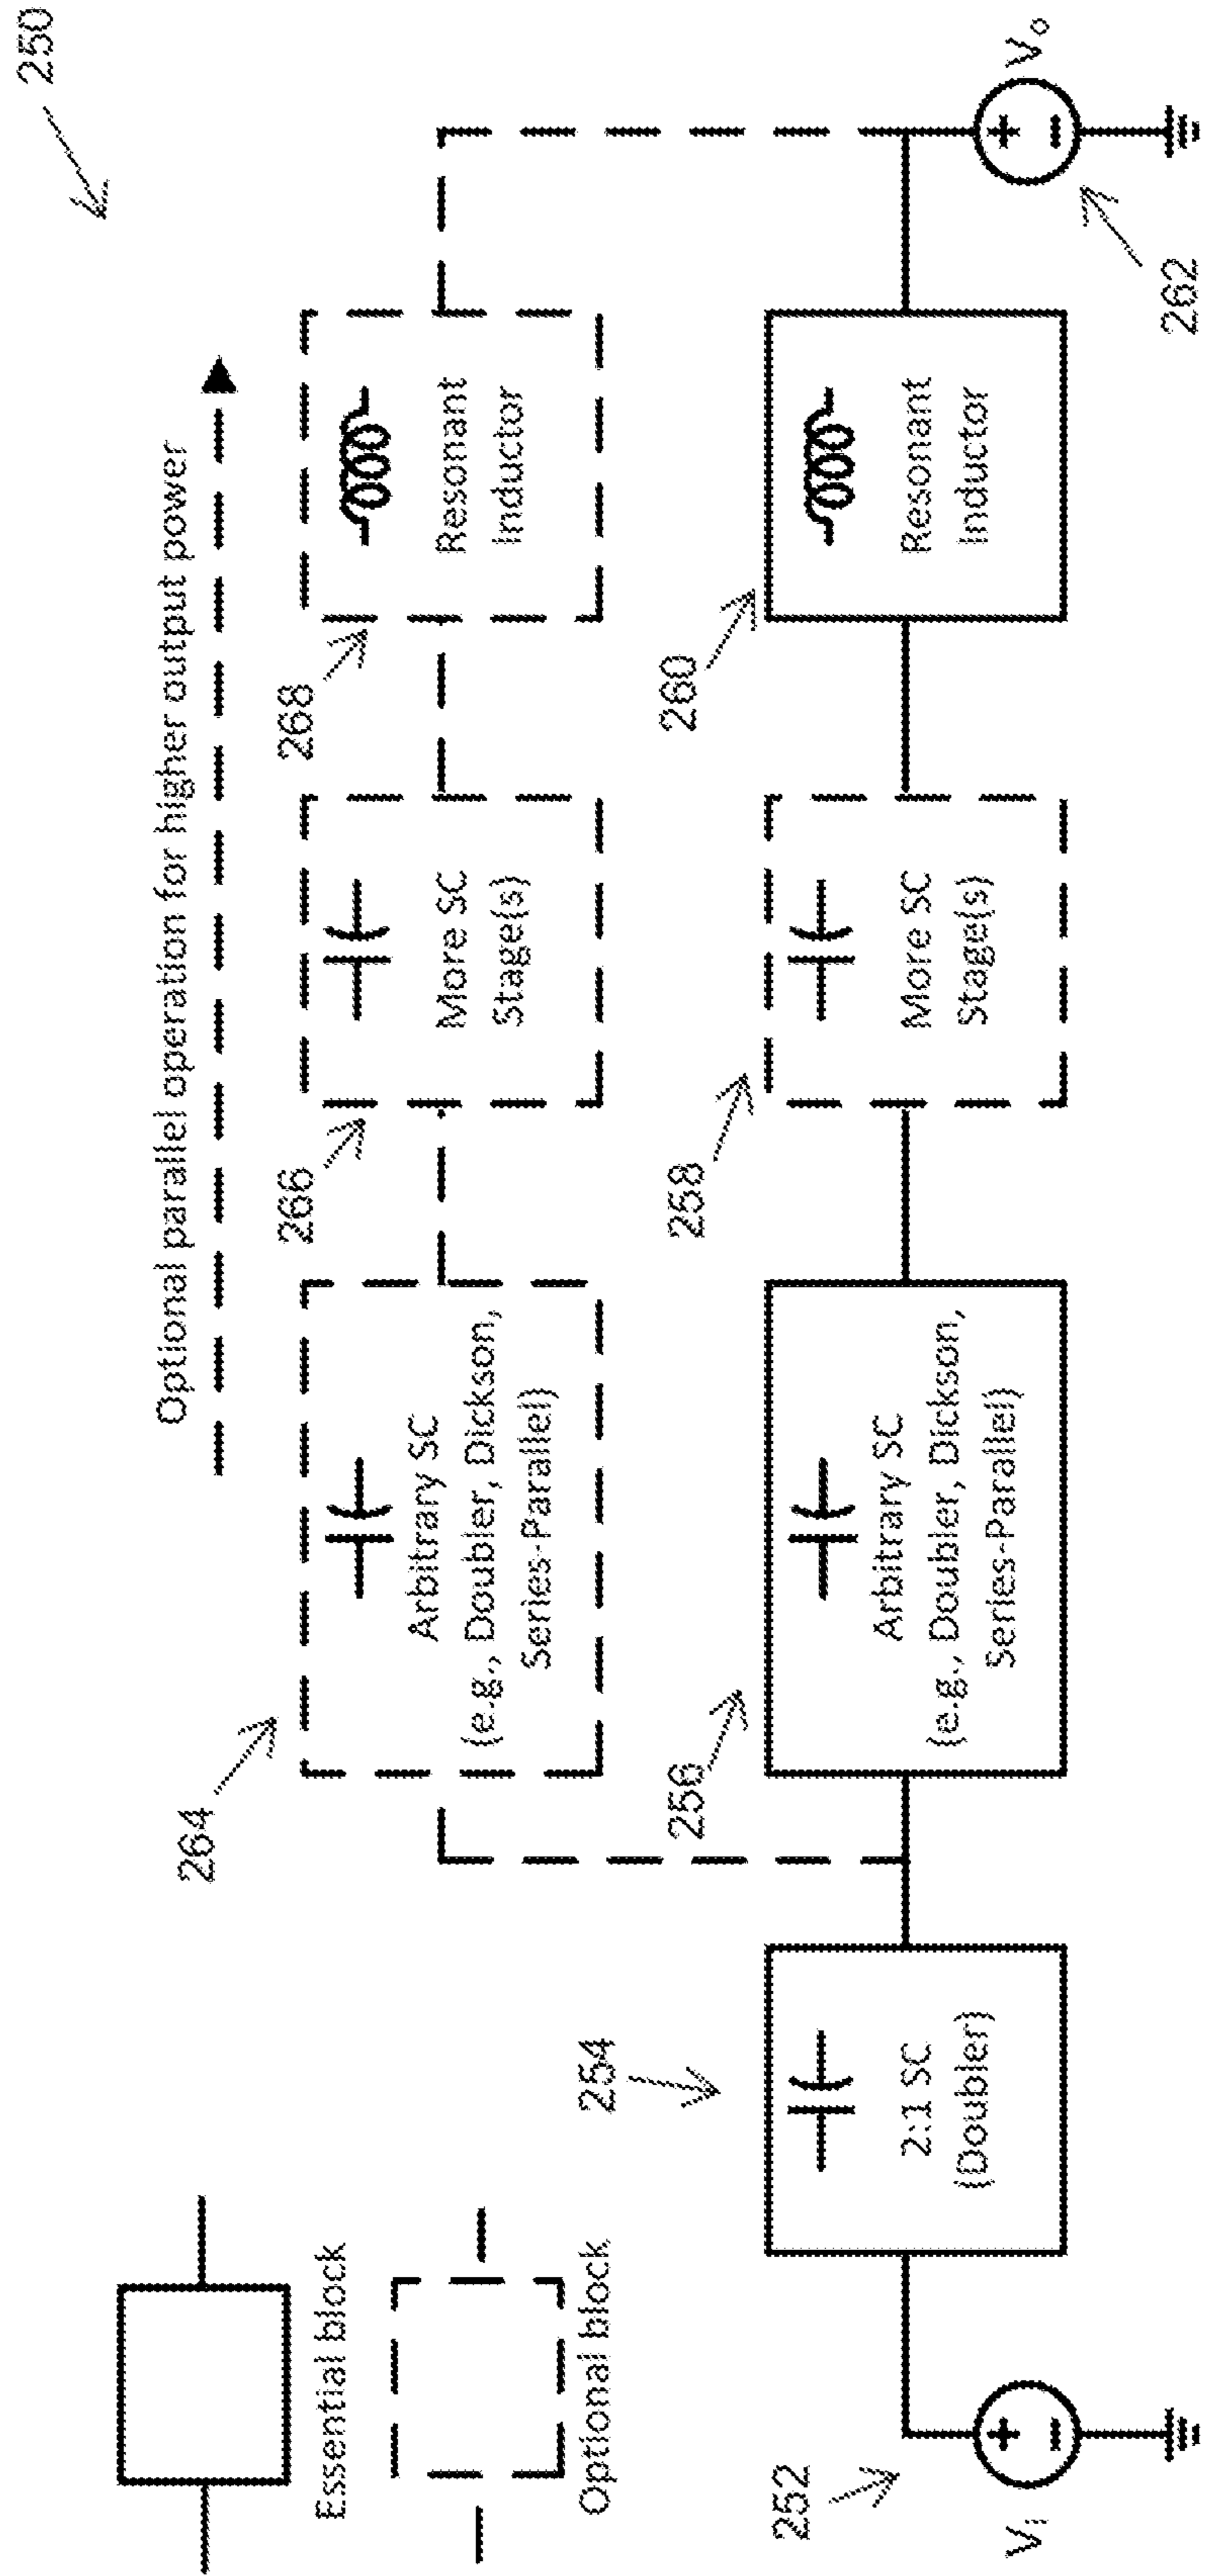 250
Optional parallel operation for higher output power
Essential block
Optional block
264
Arbitrary SC
(e.g., Doubler, Dickson,
Series-Parallel)
266
More SC
Stage(s)
268
Resonant
Inductor
252
Vi
254
2:1 SC
(Doubler)
256
Arbitrary SC
(e.g., Doubler, Dickson,
Series-Parallel)
258
More SC
Stage(s)
260
Resonant
Inductor
262
Vo